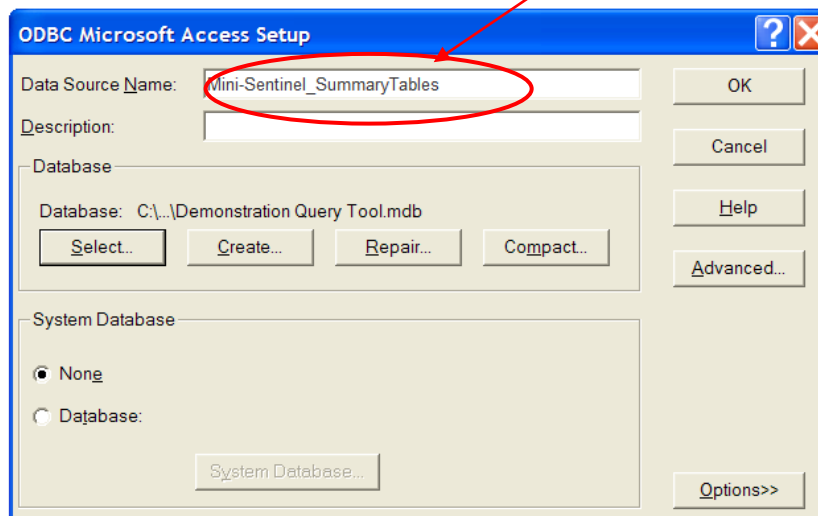 ODBC Microsoft Access Setup
Data Source Name: Mini-Sentinel_SummaryTables
OK
Description:
Cancel
Database
Database: C:\...\Demonstration Query Tool.mdb
Help
Select... Create... Repair... Compact...
Advanced...
System Database
None
Database:
System Database...
Options>>